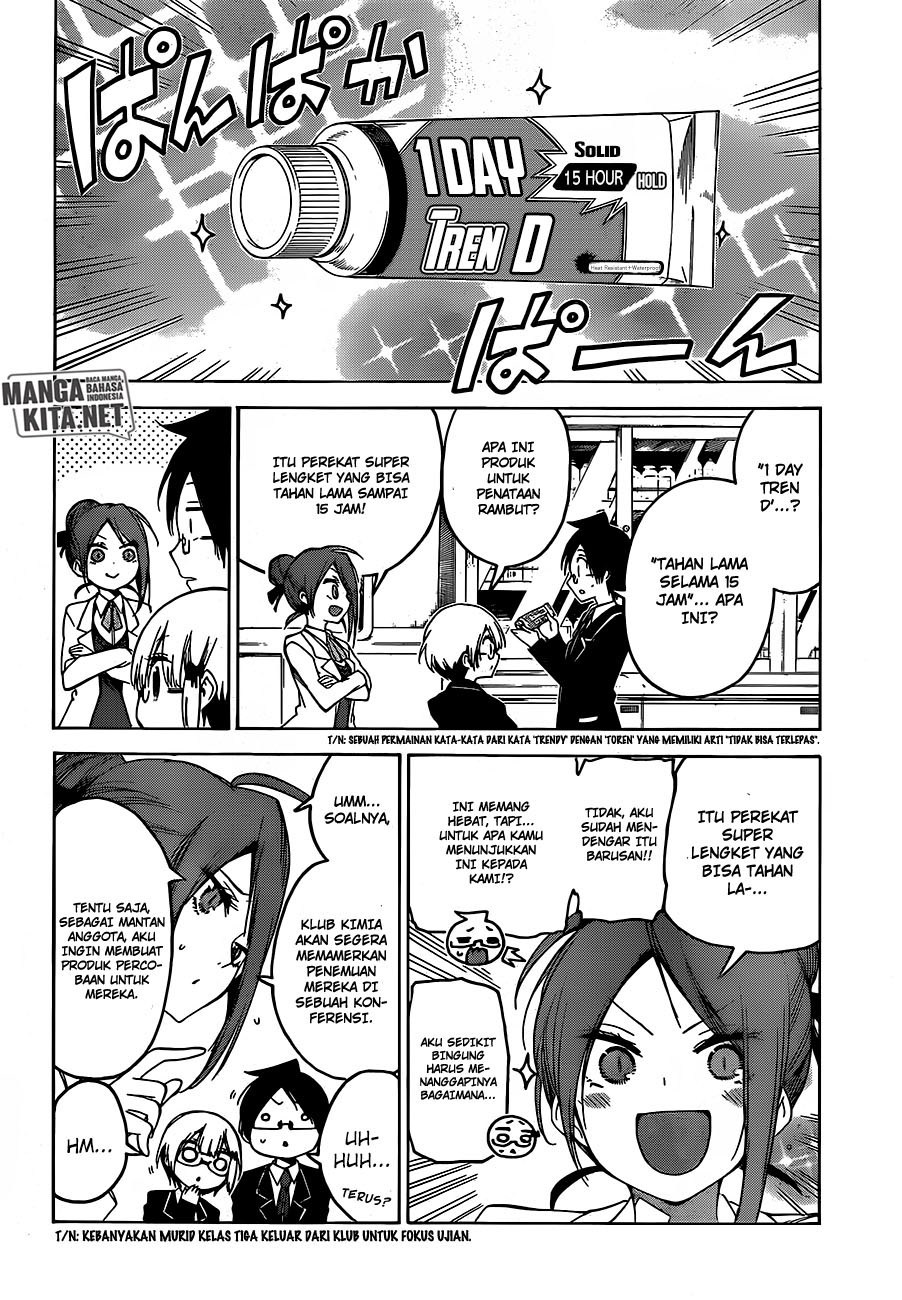 ぱんぱか
1 DAY
TREN D
SOLID
15 HOUR HOLD
Heat Resistant+Waterproof
ぱーん
MANGA
KITA.NET
BACA MANGA
BAHASA
INDONESIA
"1 DAY
TREN
D'...?
"TAHAN LAMA
SELAMA 15
JAM"... APA
INI?
APA INI
PRODUK
UNTUK
PENATAAN
RAMBUT?
ITU PEREKAT SUPER
LENGKET YANG BISA
TAHAN LAMA SAMPAI
15 JAM!
T/N: SEBUAH PERMAINAN KATA-KATA DARI KATA 'TRENDY' DENGAN 'TOREN' YANG MEMILIKI ARTI "TIDAK BISA TERLEPAS".
ITU PEREKAT
SUPER
LENGKET YANG
BISA TAHAN
LA-...
TIDAK, AKU
SUDAH MEN-
DENGAR ITU
BARUSAN!!
INI MEMANG
HEBAT, TAPI...
UNTUK APA KAMU
MENUNJUKKAN
INI KEPADA
KAMI!?
AKU SEDIKIT
BINGUNG
HARUS ME-
NANGGAPINYA
BAGAIMANA...
UMM...
SOALNYA,
KLUB KIMIA
AKAN SEGERA
MEMAMERKAN
PENEMUAN
MEREKA DI
SEBUAH KON-
FERENSI.
TENTU SAJA,
SEBAGAI MANTAN
ANGGOTA, AKU
INGIN MEMBUAT
PRODUK PERCO-
BAAN UNTUK
MEREKA.
UH-
HUH...
TERUS?
HM...
T/N: KEBANYAKAN MURID KELAS TIGA KELUAR DARI KLUB UNTUK FOKUS UJIAN.